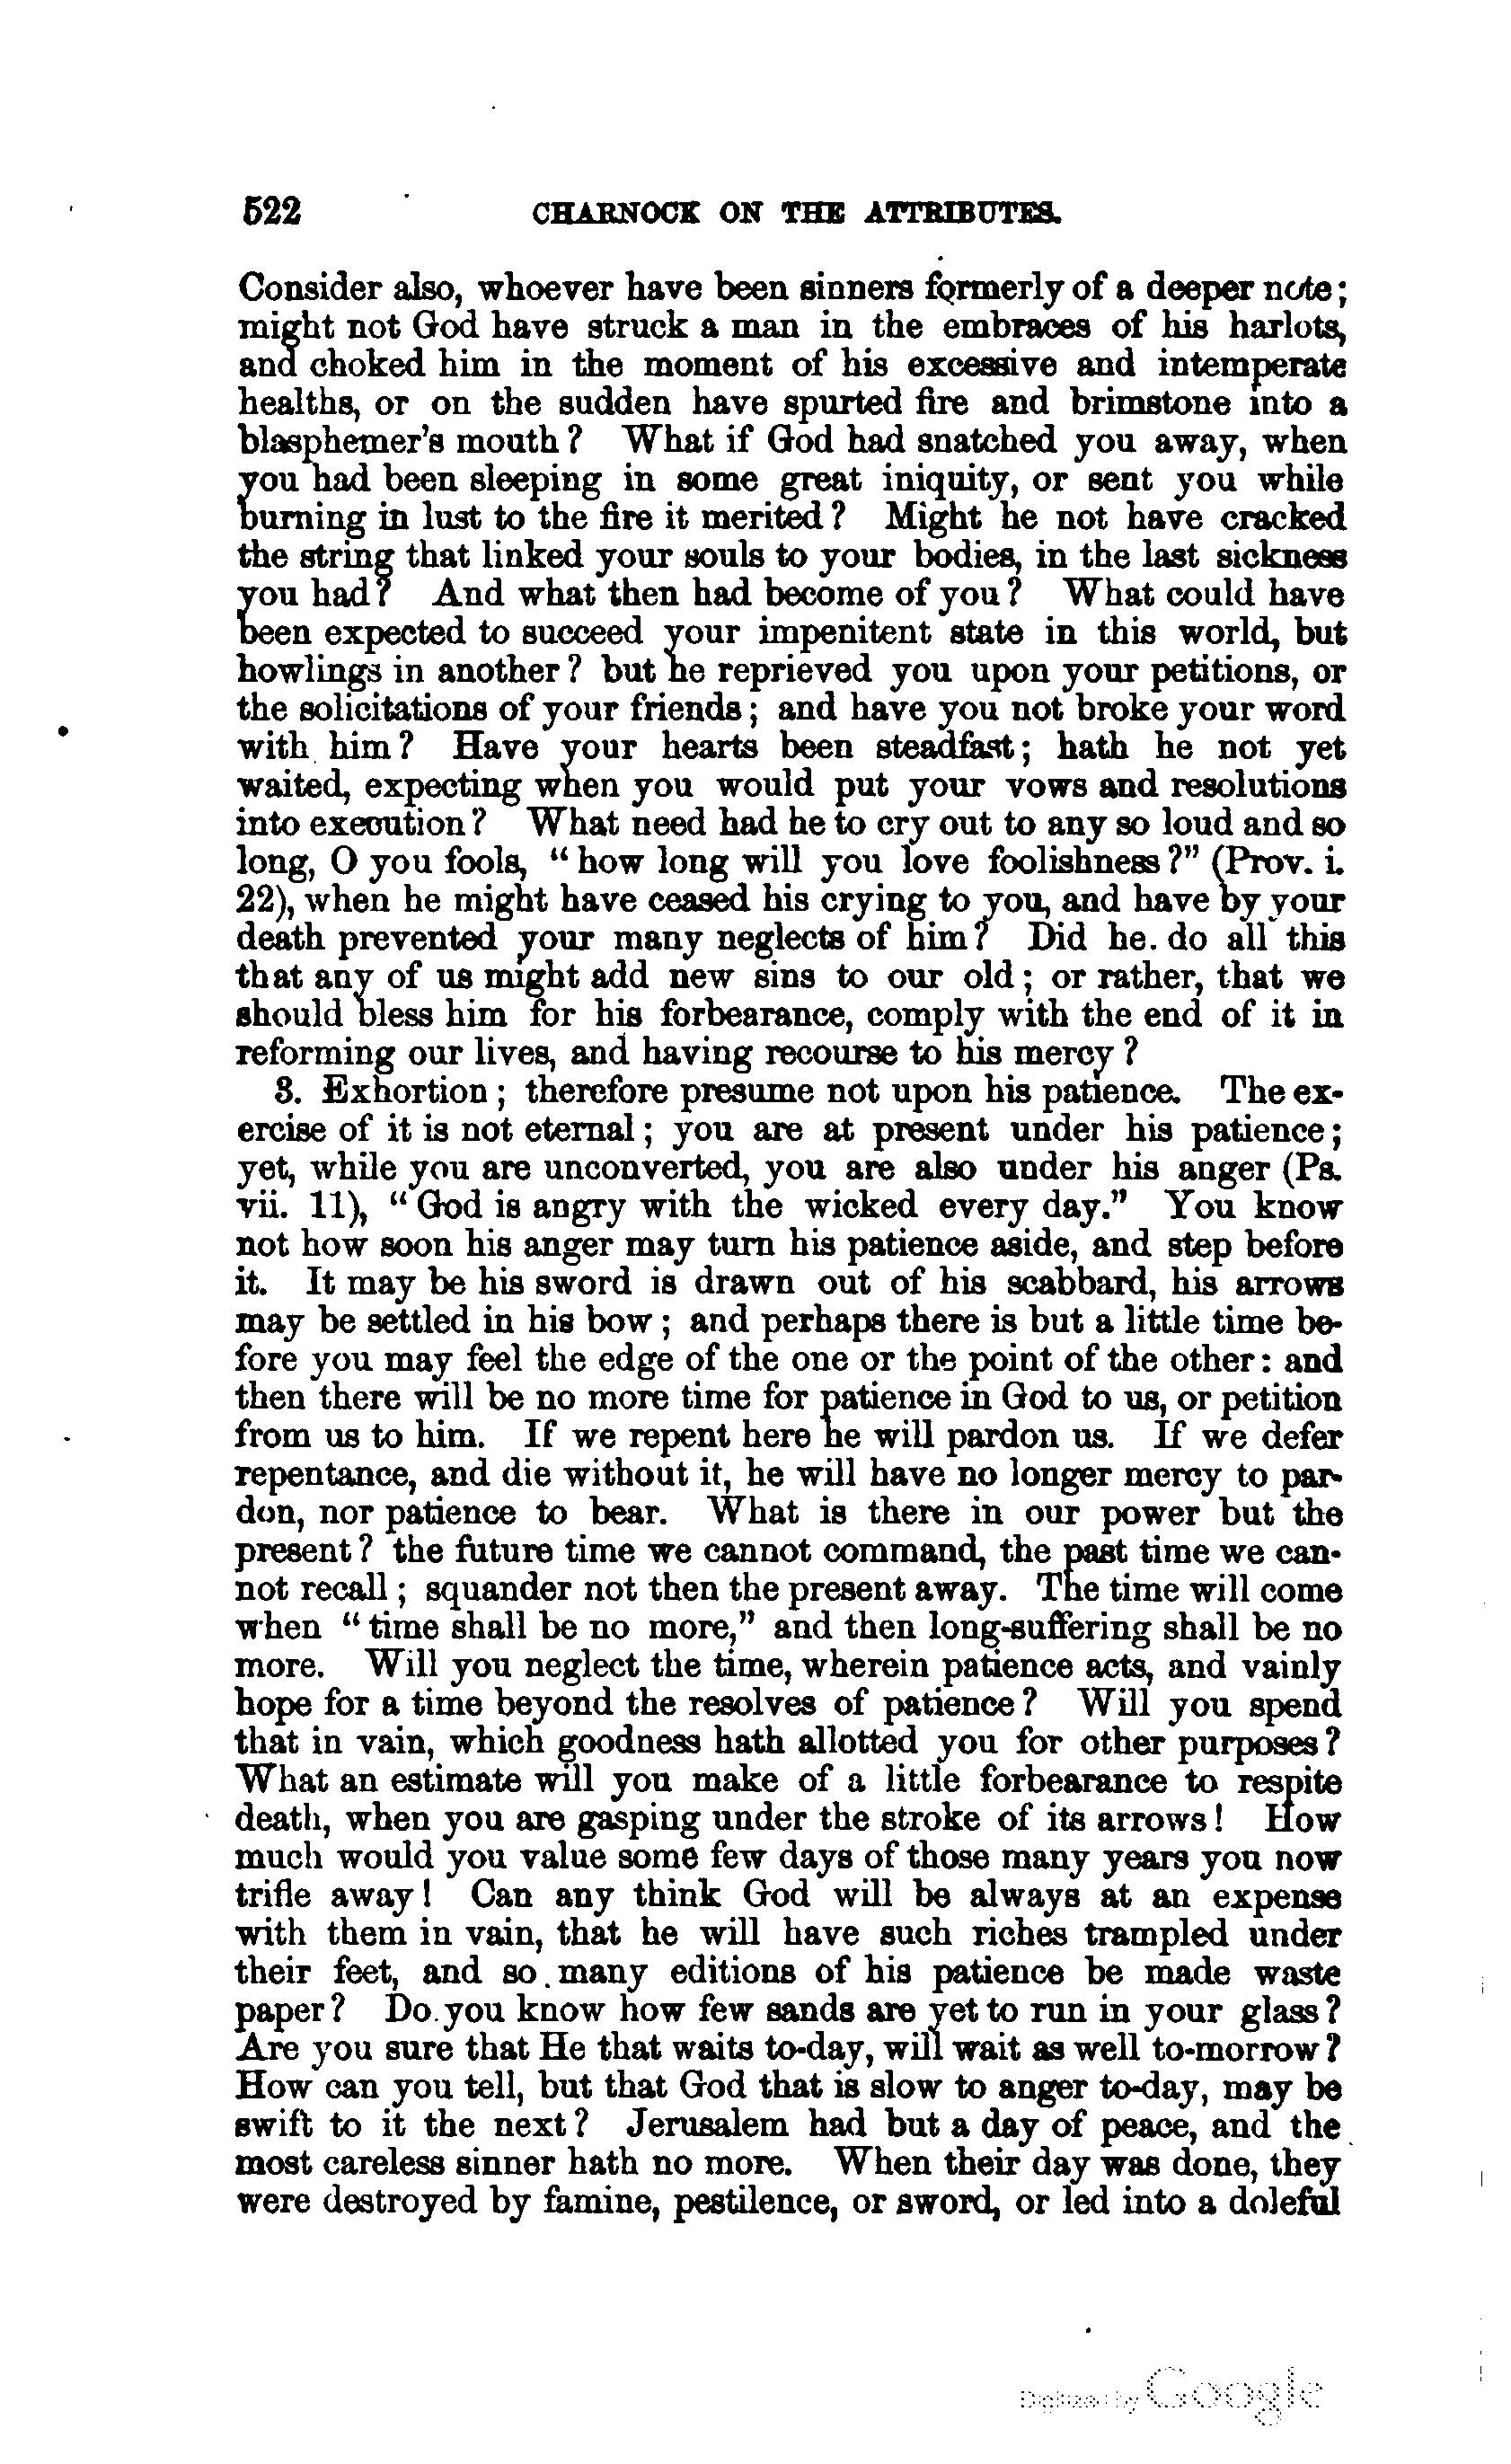 522 CHARNOCK ON THE ATTRIBUTES.
Consider also, whoever have been sinners formerly of a deeper note;
might not God have struck a man in the embraces of his harlots,
and choked him in the moment of his excessive and intemperate
healths, or on the sudden have spurted fire and brimstone into a
blasphemer's mouth? What if God had snatched you away, when
you had been sleeping in some great iniquity, or sent you while
burning in lust to the fire it merited? Might he not have cracked
the string that linked your souls to your bodies, in the last sickness
you had? And what then had become of you? What could have
been expected to succeed your impenitent state in this world, but
howlings in another? but he reprieved you upon your petitions, or
the solicitations of your friends; and have you not broke your word
with him? Have your hearts been steadfast; hath he not yet
waited, expecting when you would put your vows and resolutions
into execution? What need had he to cry out to any so loud and so
long, O you fools, "how long will you love foolishness?" (Prov. i.
22), when he might have ceased his crying to you, and have by your
death prevented your many neglects of him? Did he do all this
that any of us might add new sins to our old; or rather, that we
should bless him for his forbearance, comply with the end of it in
reforming our lives, and having recourse to his mercy?
3. Exhortion; therefore presume not upon his patience. The ex-
ercise of it is not eternal; you are at present under his patience;
yet, while you are unconverted, you are also under his anger (Ps.
vii. 11), "God is angry with the wicked every day." You know
not how soon his anger may turn his patience aside, and step before
it. It may be his sword is drawn out of his scabbard, his arrows
may be settled in his bow; and perhaps there is but a little time be-
fore you may feel the edge of the one or the point of the other: and
then there will be no more time for patience in God to us, or petition
from us to him. If we repent here he will pardon us. If we defer
repentance, and die without it, he will have no longer mercy to par-
don, nor patience to bear. What is there in our power but the
present? the future time we cannot command, the past time we can-
not recall; squander not then the present away. The time will come
when "time shall be no more," and then long-suffering shall be no
more. Will you neglect the time, wherein patience acts, and vainly
hope for a time beyond the resolves of patience? Will you spend
that in vain, which goodness hath allotted you for other purposes?
What an estimate will you make of a little forbearance to respite
death, when you are gasping under the stroke of its arrows! How
much would you value some few days of those many years you now
trifle away! Can any think God will be always at an expense
with them in vain, that he will have such riches trampled under
their feet, and so many editions of his patience be made waste
paper? Do you know how few sands are yet to run in your glass?
Are you sure that He that waits to-day, will wait as well to-morrow?
How can you tell, but that God that is slow to anger to-day, may be
swift to it the next? Jerusalem had but a day of peace, and the
most careless sinner hath no more. When their day was done, they
were destroyed by famine, pestilence, or sword, or led into a doleful
Digitized by Google